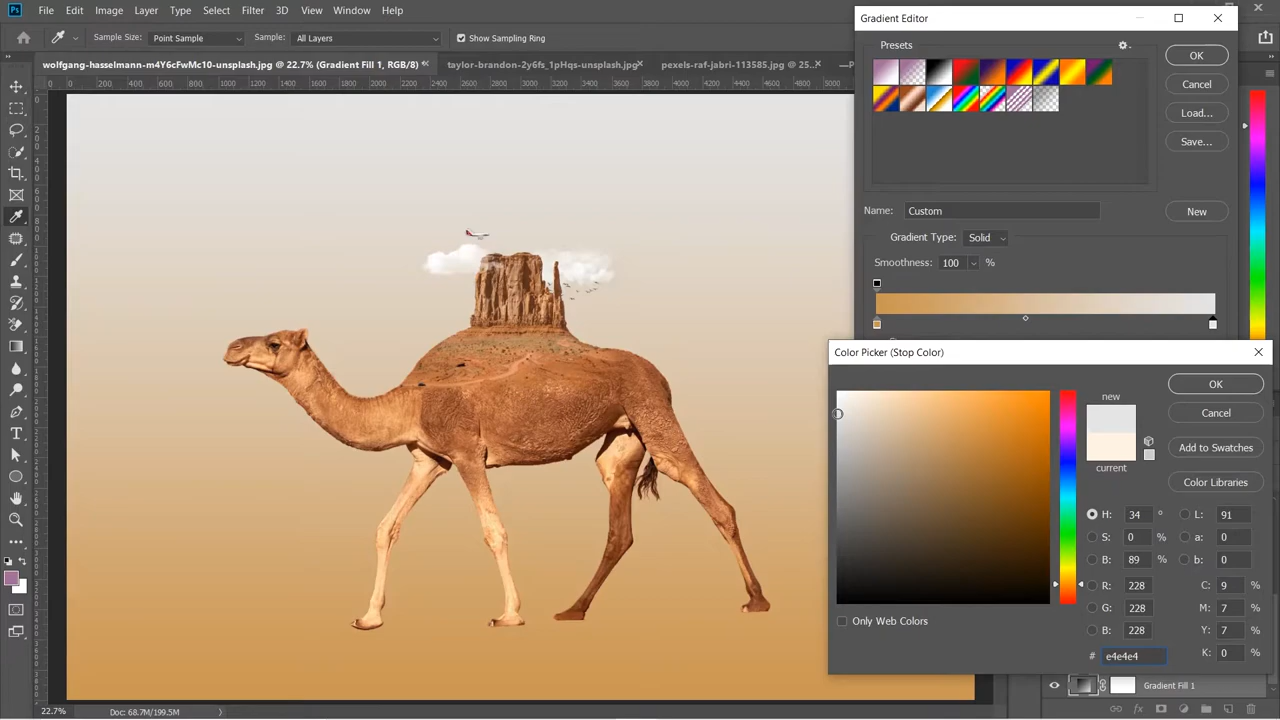 Ps File Edit Image Layer Type Select Filter 3D View Window Help
Sample Size: Point Sample Sample: All Layers Show Sampling Ring
wolfgang-hasselmann-m4Y6cFwMc10-unsplash.jpg @ 22.7% (Gradient Fill 1, RGB/8) taylor-brandon-2y6fs_1pHqs-unsplash.jpg pexels-raf-jabri-113585.jpg @ 25...
Gradient Editor
Presets
OK
Cancel
Load...
Save...
Name: Custom New
Gradient Type: Solid
Smoothness: 100 %
Color Picker (Stop Color)
new
current
OK
Cancel
Add to Swatches
Color Libraries
H: 34 ° L: 91
S: 0 % a: 0
B: 89 % b: 0
R: 228 C: 9 %
G: 228 M: 7 %
B: 228 Y: 7 %
# e4e4e4 K: 0 %
Only Web Colors
Gradient Fill 1
22.7% Doc: 68.7M/199.5M